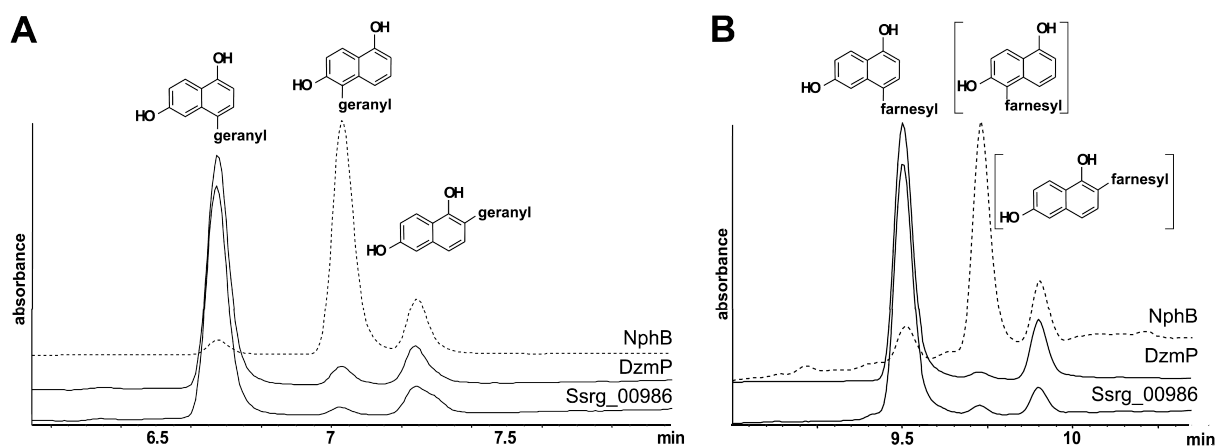 A
OH
HO
geranyl
OH
HO
geranyl
OH
geranyl
HO
absorbance
NphB
DzmP
Ssrg_00986
6.5 7 7.5 min
B
OH
HO
farnesyl
OH
HO
farnesyl
OH
farnesyl
HO
absorbance
NphB
DzmP
Ssrg_00986
9.5 10 min